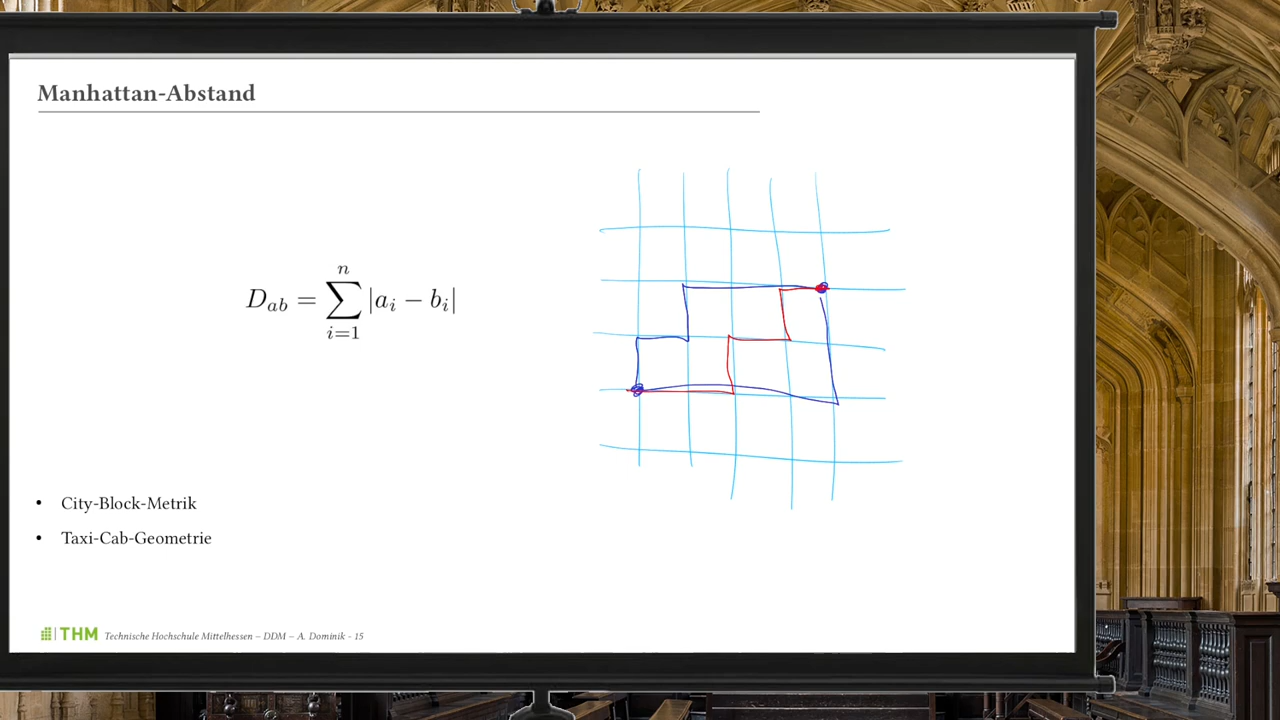 Manhattan-Abstand
D_{ab} = \sum_{i=1}^{n} |a_i - b_i|
• City-Block-Metrik
• Taxi-Cab-Geometrie
THM Technische Hochschule Mittelhessen – DDM – A. Dominik - 15